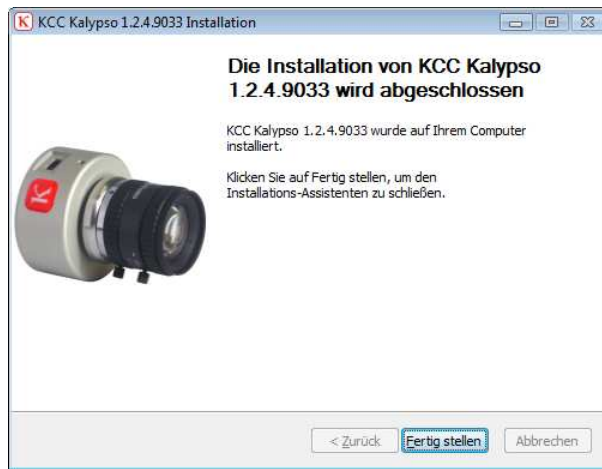 K KCC Kalypso 1.2.4.9033 Installation
Die Installation von KCC Kalypso
1.2.4.9033 wird abgeschlossen
KCC Kalypso 1.2.4.9033 wurde auf Ihrem Computer
installiert.
Klicken Sie auf Fertig stellen, um den
Installations-Assistenten zu schließen.
K
< Zurück Fertig stellen Abbrechen